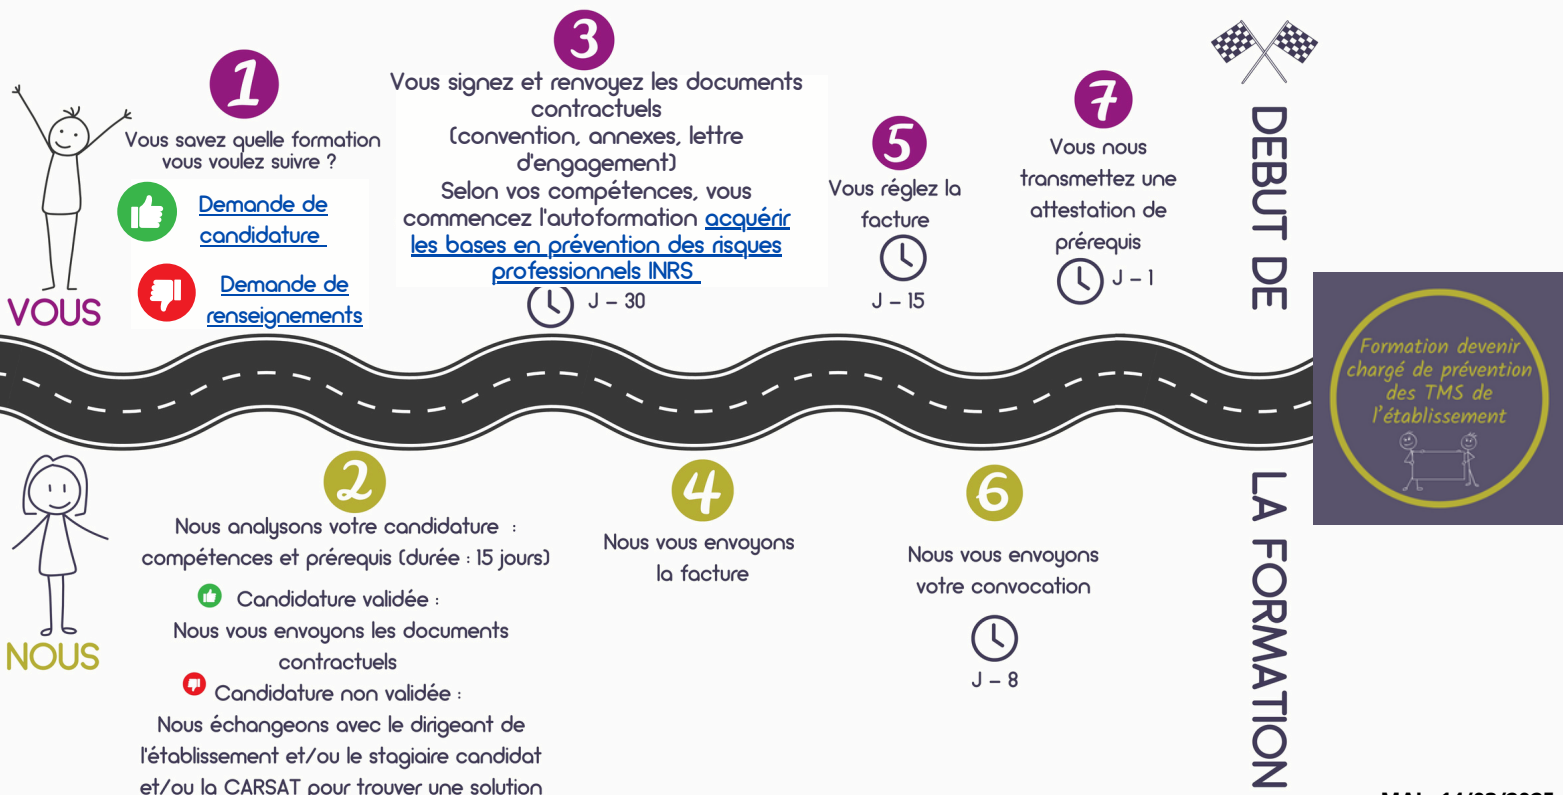 1
Vous savez quelle formation
vous voulez suivre ?
Demande de
candidature
Demande de
renseignements
VOUS
3
Vous signez et renvoyez les documents
contractuels
(convention, annexes, lettre
d'engagement)
Selon vos compétences, vous
commencez l'autoformation acquérir
les bases en prévention des risques
professionnels INRS
J – 30
5
Vous réglez la
facture
J – 15
7
Vous nous
transmettez une
attestation de
prérequis
J – 1
DEBUT DE
LA FORMATION
Formation devenir
chargé de prévention
des TMS de
l'établissement
NOUS
2
Nous analysons votre candidature :
compétences et prérequis (durée : 15 jours)
Candidature validée :
Nous vous envoyons les documents
contractuels
Candidature non validée :
Nous échangeons avec le dirigeant de
l'établissement et/ou le stagiaire candidat
et/ou la CARSAT pour trouver une solution
4
Nous vous envoyons
la facture
6
Nous vous envoyons
votre convocation
J – 8